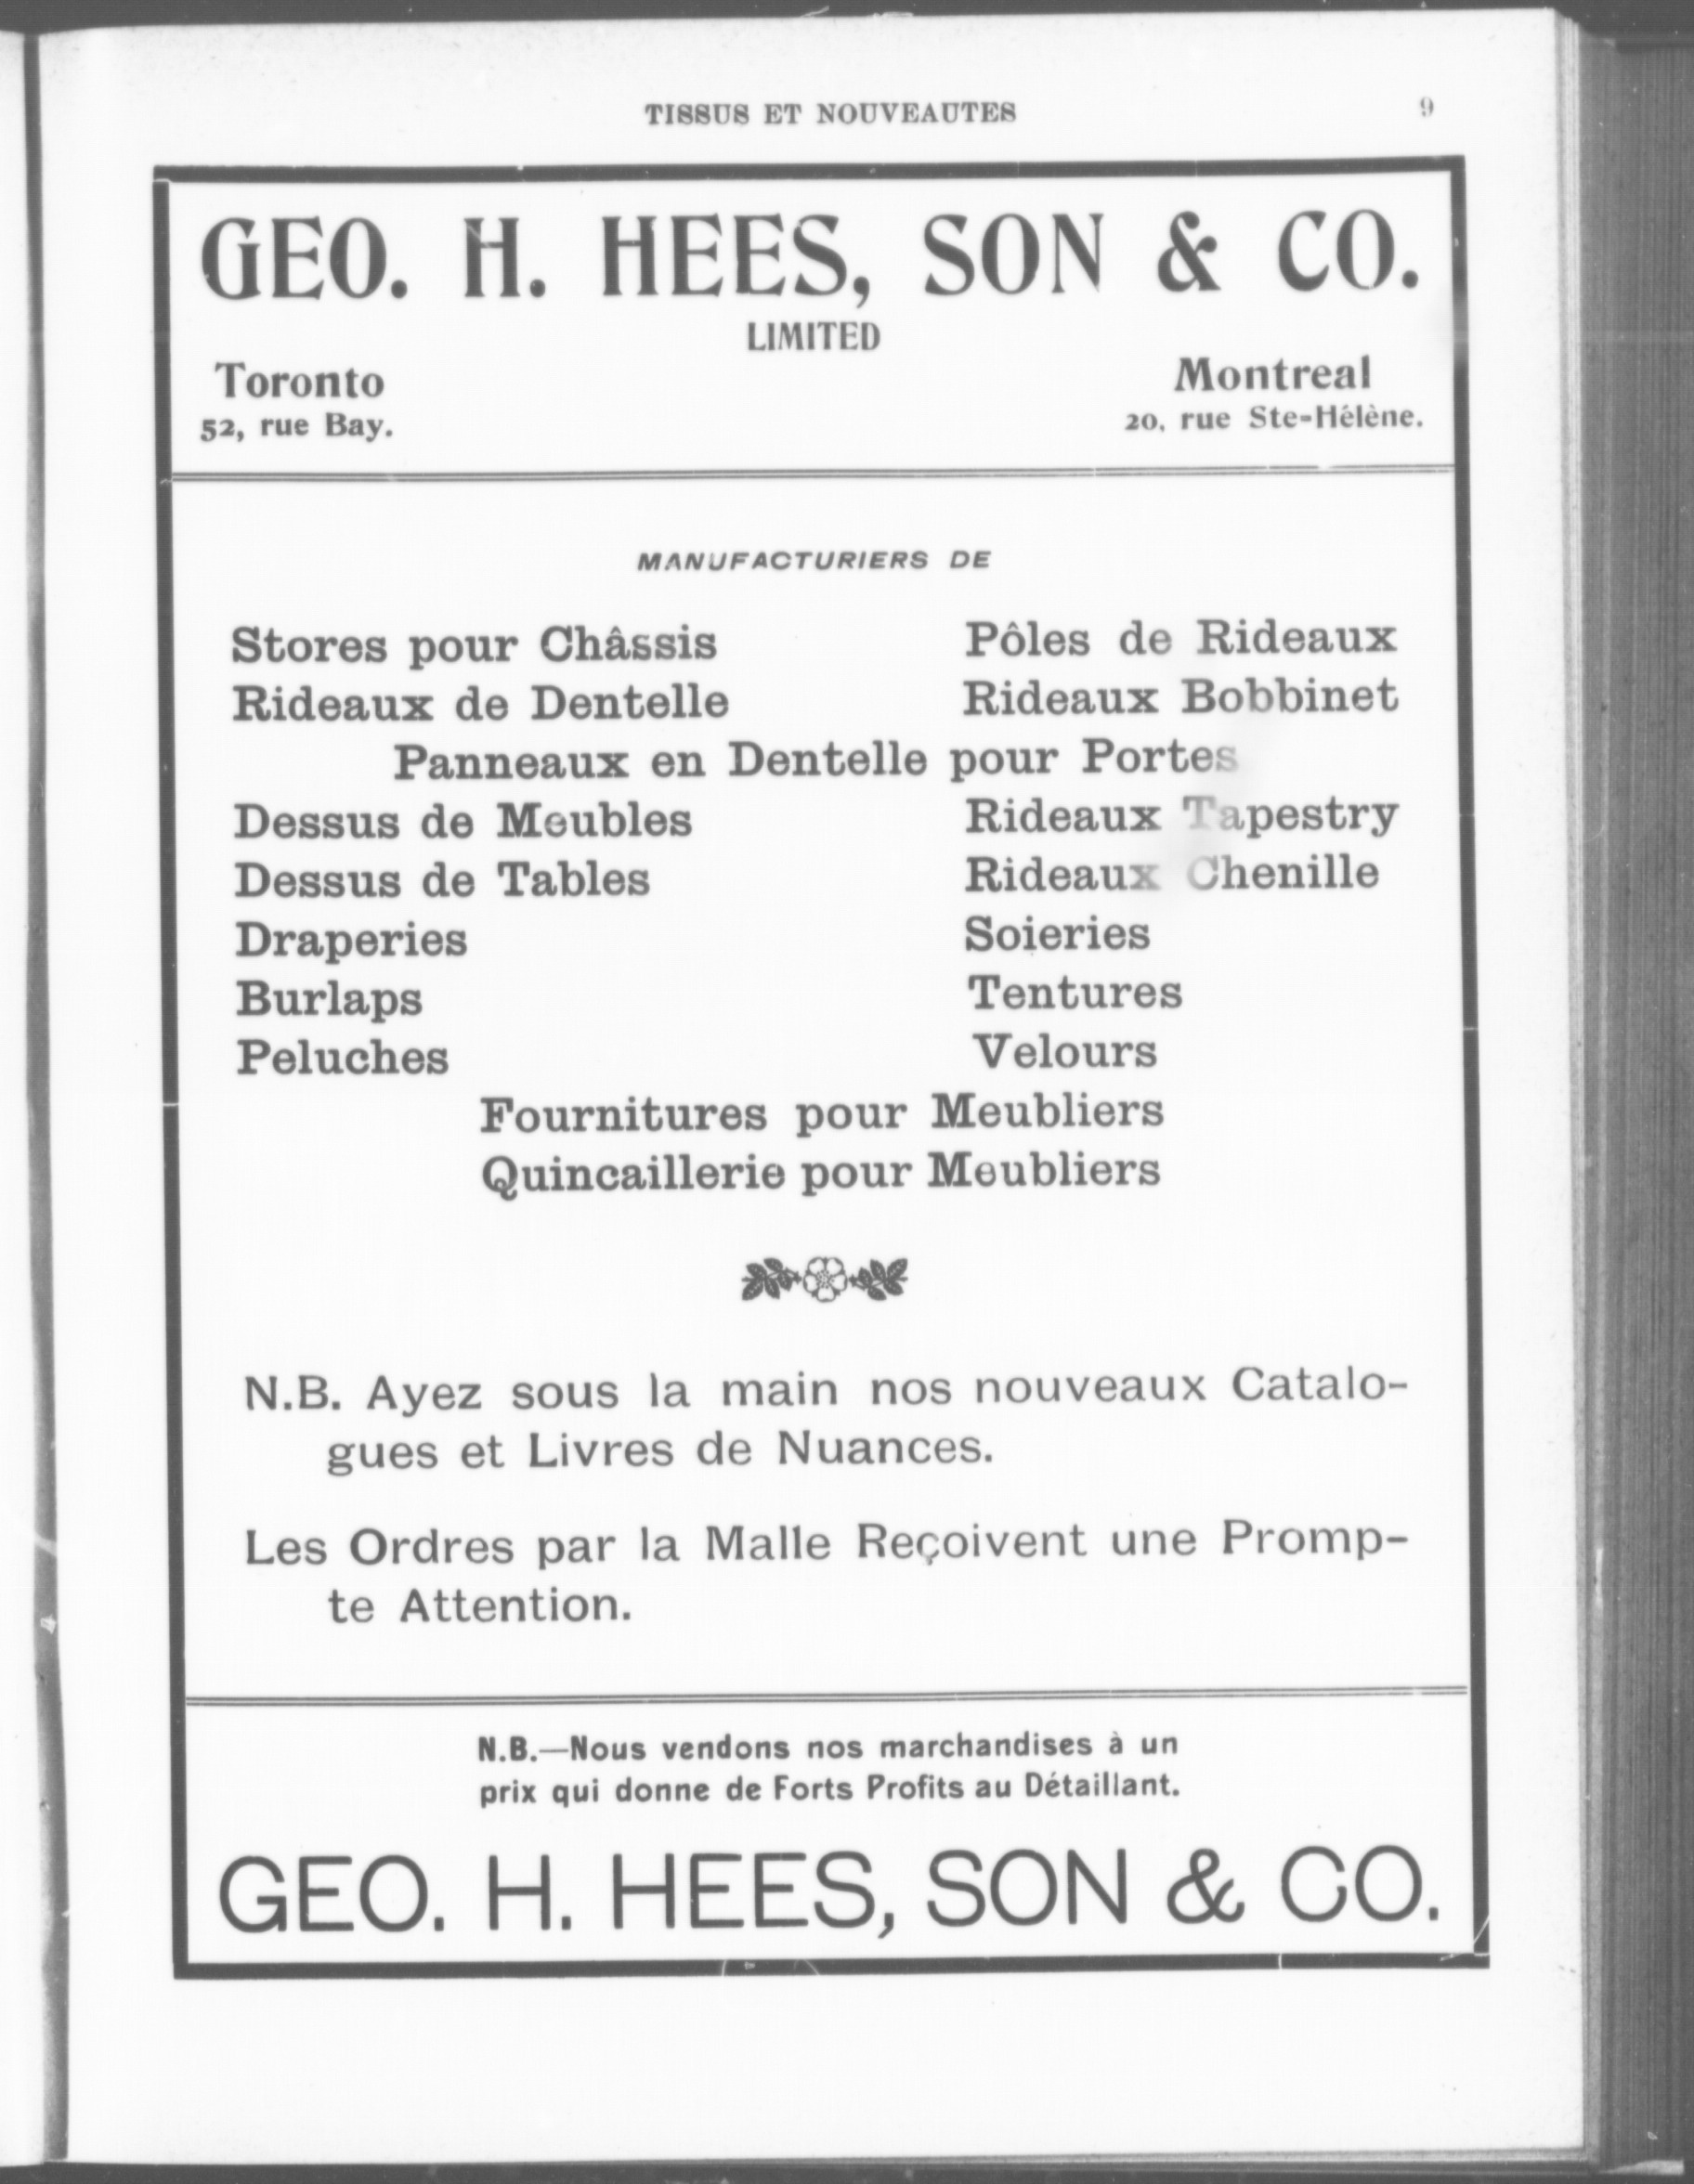 TISSUS ET NOUVEAUTES 9
GEO. H. HEES, SON & CO.
LIMITED
Toronto Montreal
52, rue Bay. 20, rue Ste-Hélène.
MANUFACTURIERS DE
Stores pour Châssis Pôles de Rideaux
Rideaux de Dentelle Rideaux Bobbinet
Panneaux en Dentelle pour Portes
Dessus de Meubles Rideaux Tapestry
Dessus de Tables Rideaux Chenille
Draperies Soieries
Burlaps Tentures
Peluches Velours
Fournitures pour Meubliers
Quincaillerie pour Meubliers
N.B. Ayez sous la main nos nouveaux Catalo-
gues et Livres de Nuances.
Les Ordres par la Malle Reçoivent une Promp-
te Attention.
N.B.—Nous vendons nos marchandises à un
prix qui donne de Forts Profits au Détaillant.
GEO. H. HEES, SON & CO.